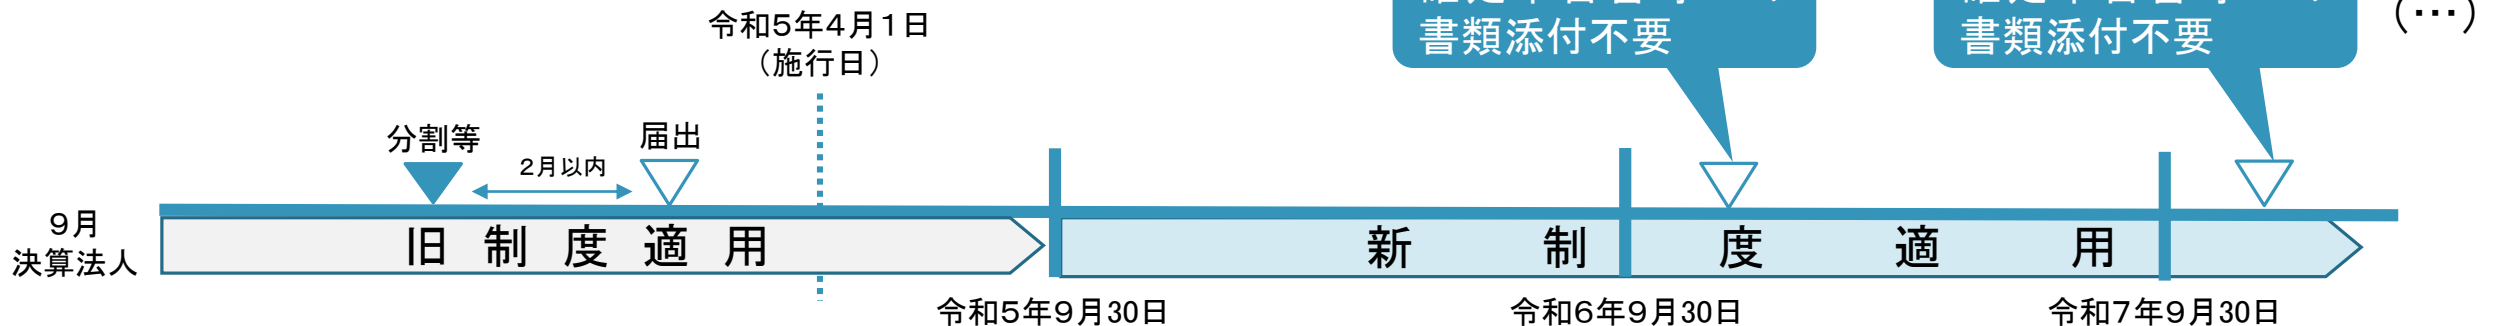 令和5年4月1日
（施行日）
書類添付不要
書類添付不要
（・・・）
分割等
2月以内
届出
9月
決算法人
旧制度適用
新制度適用
令和5年9月30日
令和6年9月30日
令和7年9月30日